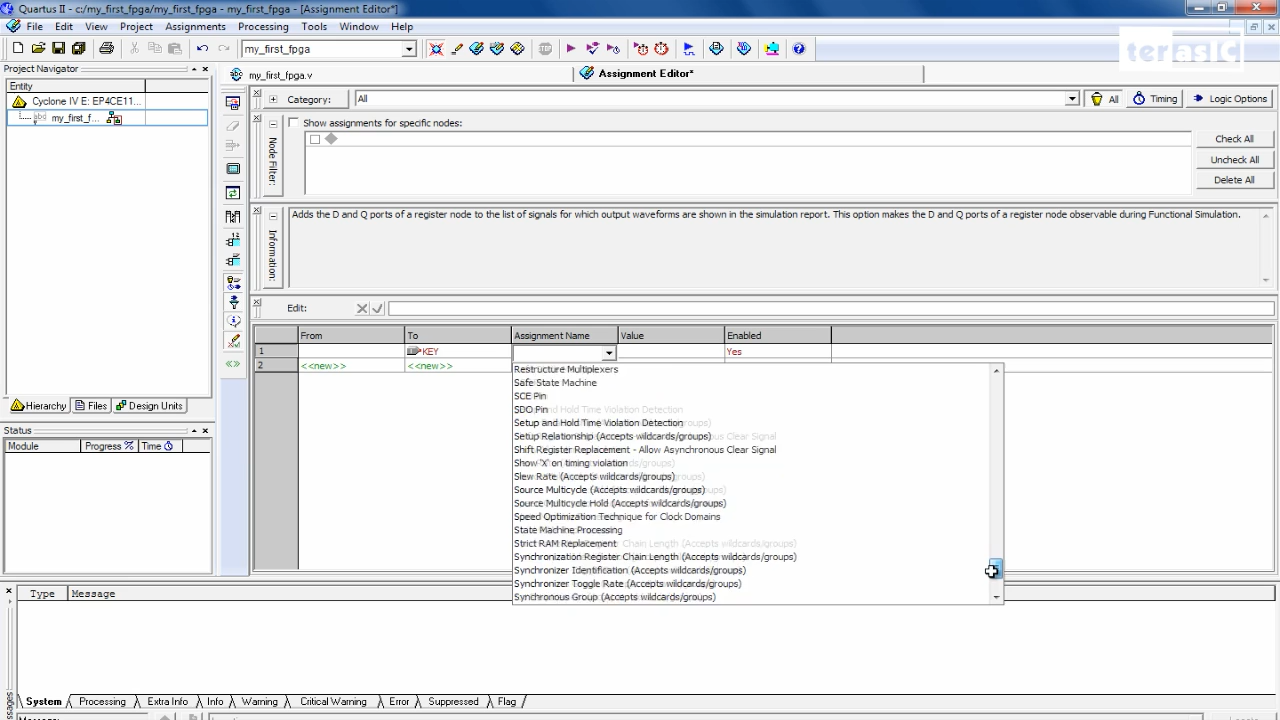 Quartus II - c:/my_first_fpga/my_first_fpga - my_first_fpga - [Assignment Editor*]
File Edit View Project Assignments Processing Tools Window Help
my_first_fpga
terasic
Project Navigator
Entity
Cyclone IV E: EP4CE11...
my_first_f...
Hierarchy Files Design Units
Status
Module Progress % Time
my_first_fpga.v
Assignment Editor*
Category: All
All Timing Logic Options
Node Filter:
Show assignments for specific nodes:
Check All
Uncheck All
Delete All
Information:
Adds the D and Q ports of a register node to the list of signals for which output waveforms are shown in the simulation report. This option makes the D and Q ports of a register node observable during Functional Simulation.
Edit:
From To Assignment Name Value Enabled
1 KEY Yes
2 <<new>> <<new>>
Restructure Multiplexers
Safe State Machine
SCE Pin
SDO Pin
Setup and Hold Time Violation Detection
Setup Relationship (Accepts wildcards/groups)
Shift Register Replacement - Allow Asynchronous Clear Signal
Show 'X' on timing violation
Slew Rate (Accepts wildcards/groups)
Source Multicycle (Accepts wildcards/groups)
Source Multicycle Hold (Accepts wildcards/groups)
Speed Optimization Technique for Clock Domains
State Machine Processing
Strict RAM Replacement
Synchronization Register Chain Length (Accepts wildcards/groups)
Synchronizer Identification (Accepts wildcards/groups)
Synchronizer Toggle Rate (Accepts wildcards/groups)
Synchronous Group (Accepts wildcards/groups)
Type Message
System Processing Extra Info Info Warning Critical Warning Error Suppressed Flag